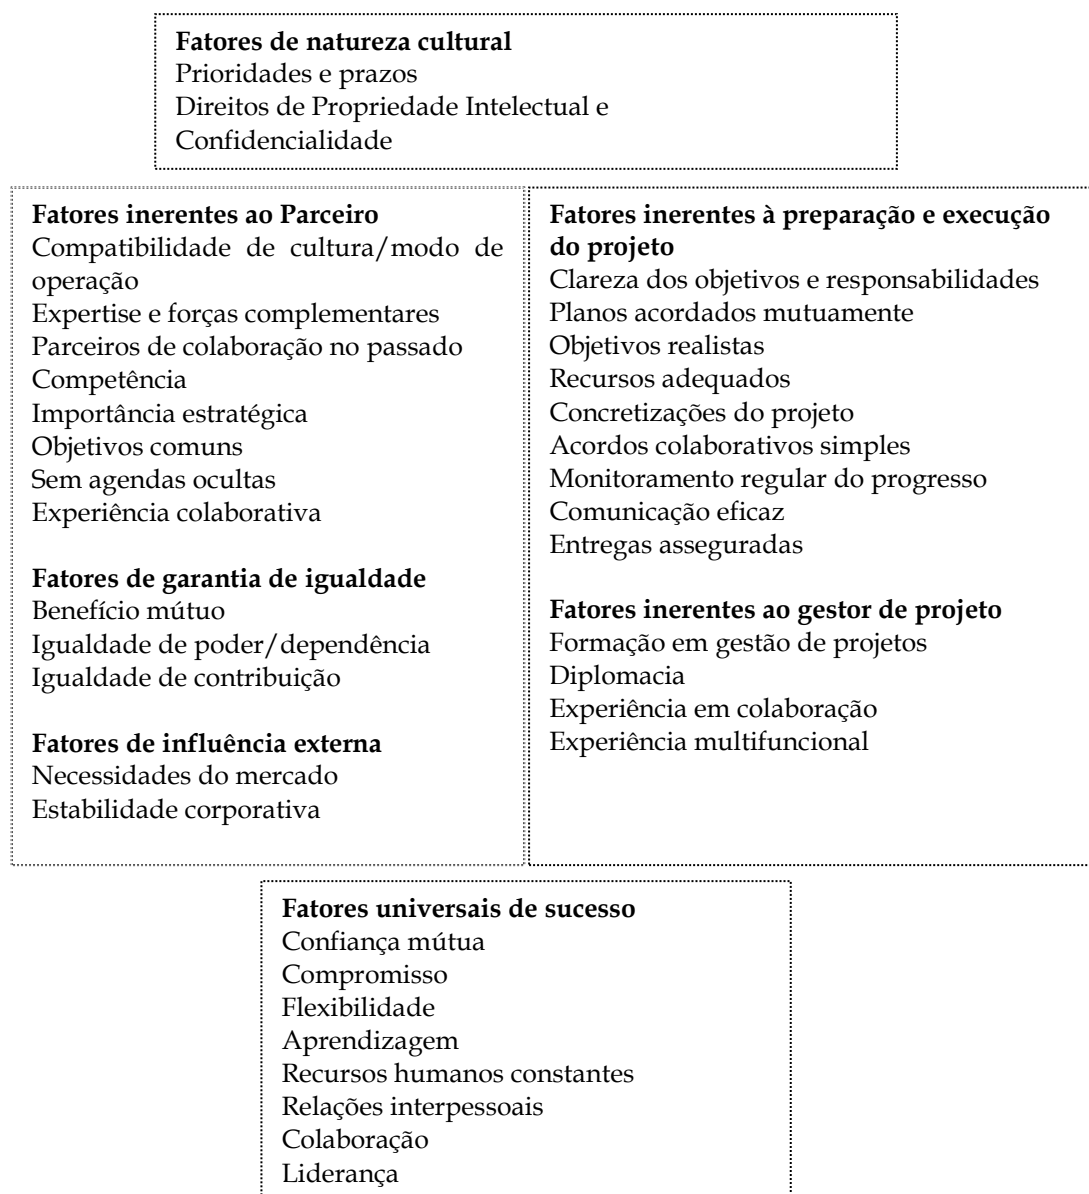 Fatores de natureza cultural
Prioridades e prazos
Direitos de Propriedade Intelectual e
Confidencialidade
Fatores inerentes ao Parceiro
Compatibilidade de cultura/modo de
operação
Expertise e forças complementares
Parceiros de colaboração no passado
Competência
Importância estratégica
Objetivos comuns
Sem agendas ocultas
Experiência colaborativa
Fatores de garantia de igualdade
Benefício mútuo
Igualdade de poder/dependência
Igualdade de contribuição
Fatores de influência externa
Necessidades do mercado
Estabilidade corporativa
Fatores inerentes à preparação e execução
do projeto
Clareza dos objetivos e responsabilidades
Planos acordados mutuamente
Objetivos realistas
Recursos adequados
Concretizações do projeto
Acordos colaborativos simples
Monitoramento regular do progresso
Comunicação eficaz
Entregas asseguradas
Fatores inerentes ao gestor de projeto
Formação em gestão de projetos
Diplomacia
Experiência em colaboração
Experiência multifuncional
Fatores universais de sucesso
Confiança mútua
Compromisso
Flexibilidade
Aprendizagem
Recursos humanos constantes
Relações interpessoais
Colaboração
Liderança